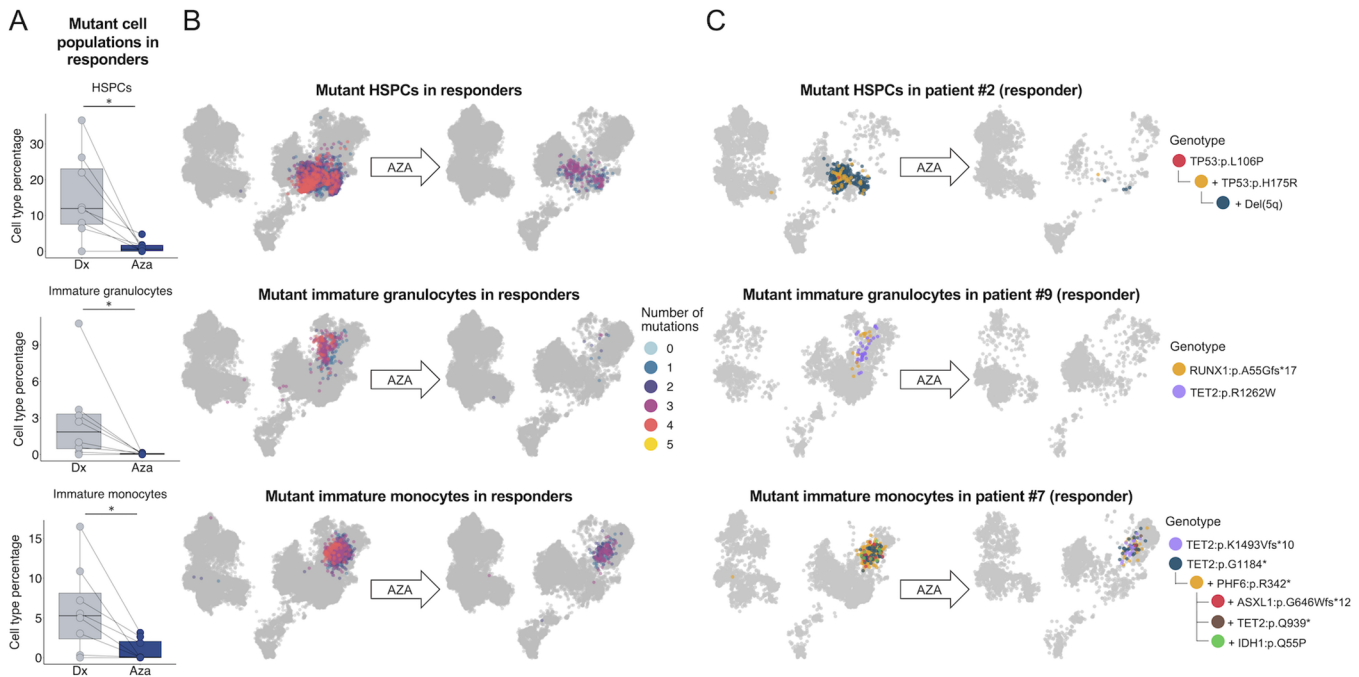 A
B
C
Mutant cell
populations in
responders
HSPCs
*
Cell type percentage
30
20
10
0
Dx
Aza
Mutant HSPCs in responders
AZA
Mutant HSPCs in patient #2 (responder)
AZA
Genotype
TP53:p.L106P
+ TP53:p.H175R
+ Del(5q)
Immature granulocytes
*
Cell type percentage
9
6
3
0
Dx
Aza
Mutant immature granulocytes in responders
AZA
Number of
mutations
0
1
2
3
4
5
Mutant immature granulocytes in patient #9 (responder)
AZA
Genotype
RUNX1:p.A55Gfs*17
TET2:p.R1262W
Immature monocytes
*
Cell type percentage
15
10
5
0
Dx
Aza
Mutant immature monocytes in responders
AZA
Mutant immature monocytes in patient #7 (responder)
AZA
Genotype
TET2:p.K1493Vfs*10
TET2:p.G1184*
+ PHF6:p.R342*
+ ASXL1:p.G646Wfs*12
+ TET2:p.Q939*
+ IDH1:p.Q55P